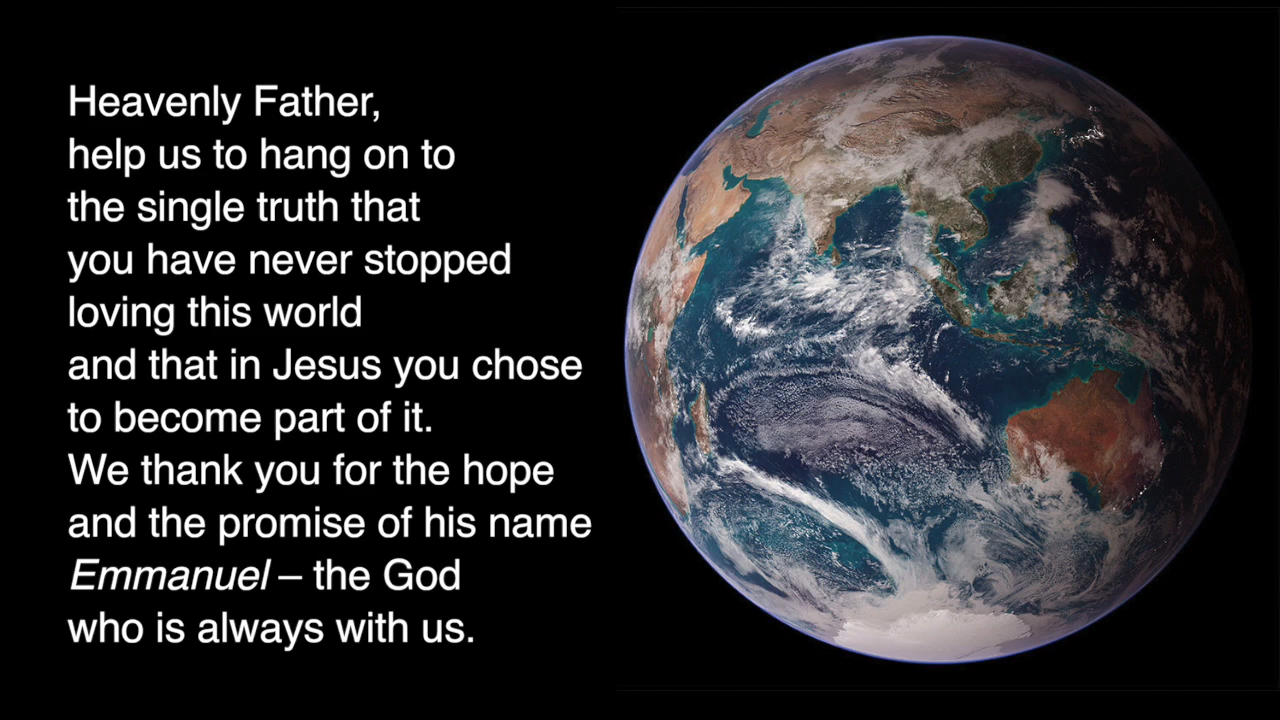 Heavenly Father,
help us to hang on to
the single truth that
you have never stopped
loving this world
and that in Jesus you chose
to become part of it.
We thank you for the hope
and the promise of his name
Emmanuel – the God
who is always with us.